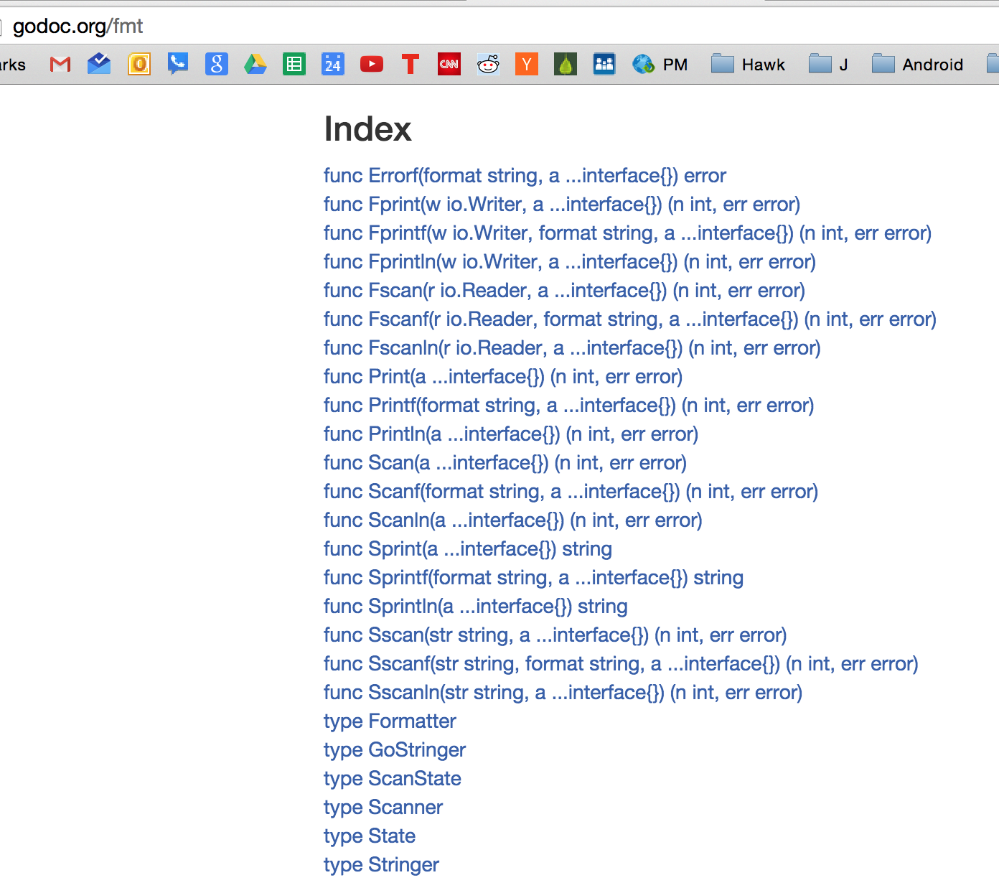 godoc.org/fmt
rks 24 CNN Y PM Hawk J Android
Index
func Errorf(format string, a ...interface{}) error
func Fprint(w io.Writer, a ...interface{}) (n int, err error)
func Fprintf(w io.Writer, format string, a ...interface{}) (n int, err error)
func Fprintln(w io.Writer, a ...interface{}) (n int, err error)
func Fscan(r io.Reader, a ...interface{}) (n int, err error)
func Fscanf(r io.Reader, format string, a ...interface{}) (n int, err error)
func Fscanln(r io.Reader, a ...interface{}) (n int, err error)
func Print(a ...interface{}) (n int, err error)
func Printf(format string, a ...interface{}) (n int, err error)
func Println(a ...interface{}) (n int, err error)
func Scan(a ...interface{}) (n int, err error)
func Scanf(format string, a ...interface{}) (n int, err error)
func Scanln(a ...interface{}) (n int, err error)
func Sprint(a ...interface{}) string
func Sprintf(format string, a ...interface{}) string
func Sprintln(a ...interface{}) string
func Sscan(str string, a ...interface{}) (n int, err error)
func Sscanf(str string, format string, a ...interface{}) (n int, err error)
func Sscanln(str string, a ...interface{}) (n int, err error)
type Formatter
type GoStringer
type ScanState
type Scanner
type State
type Stringer